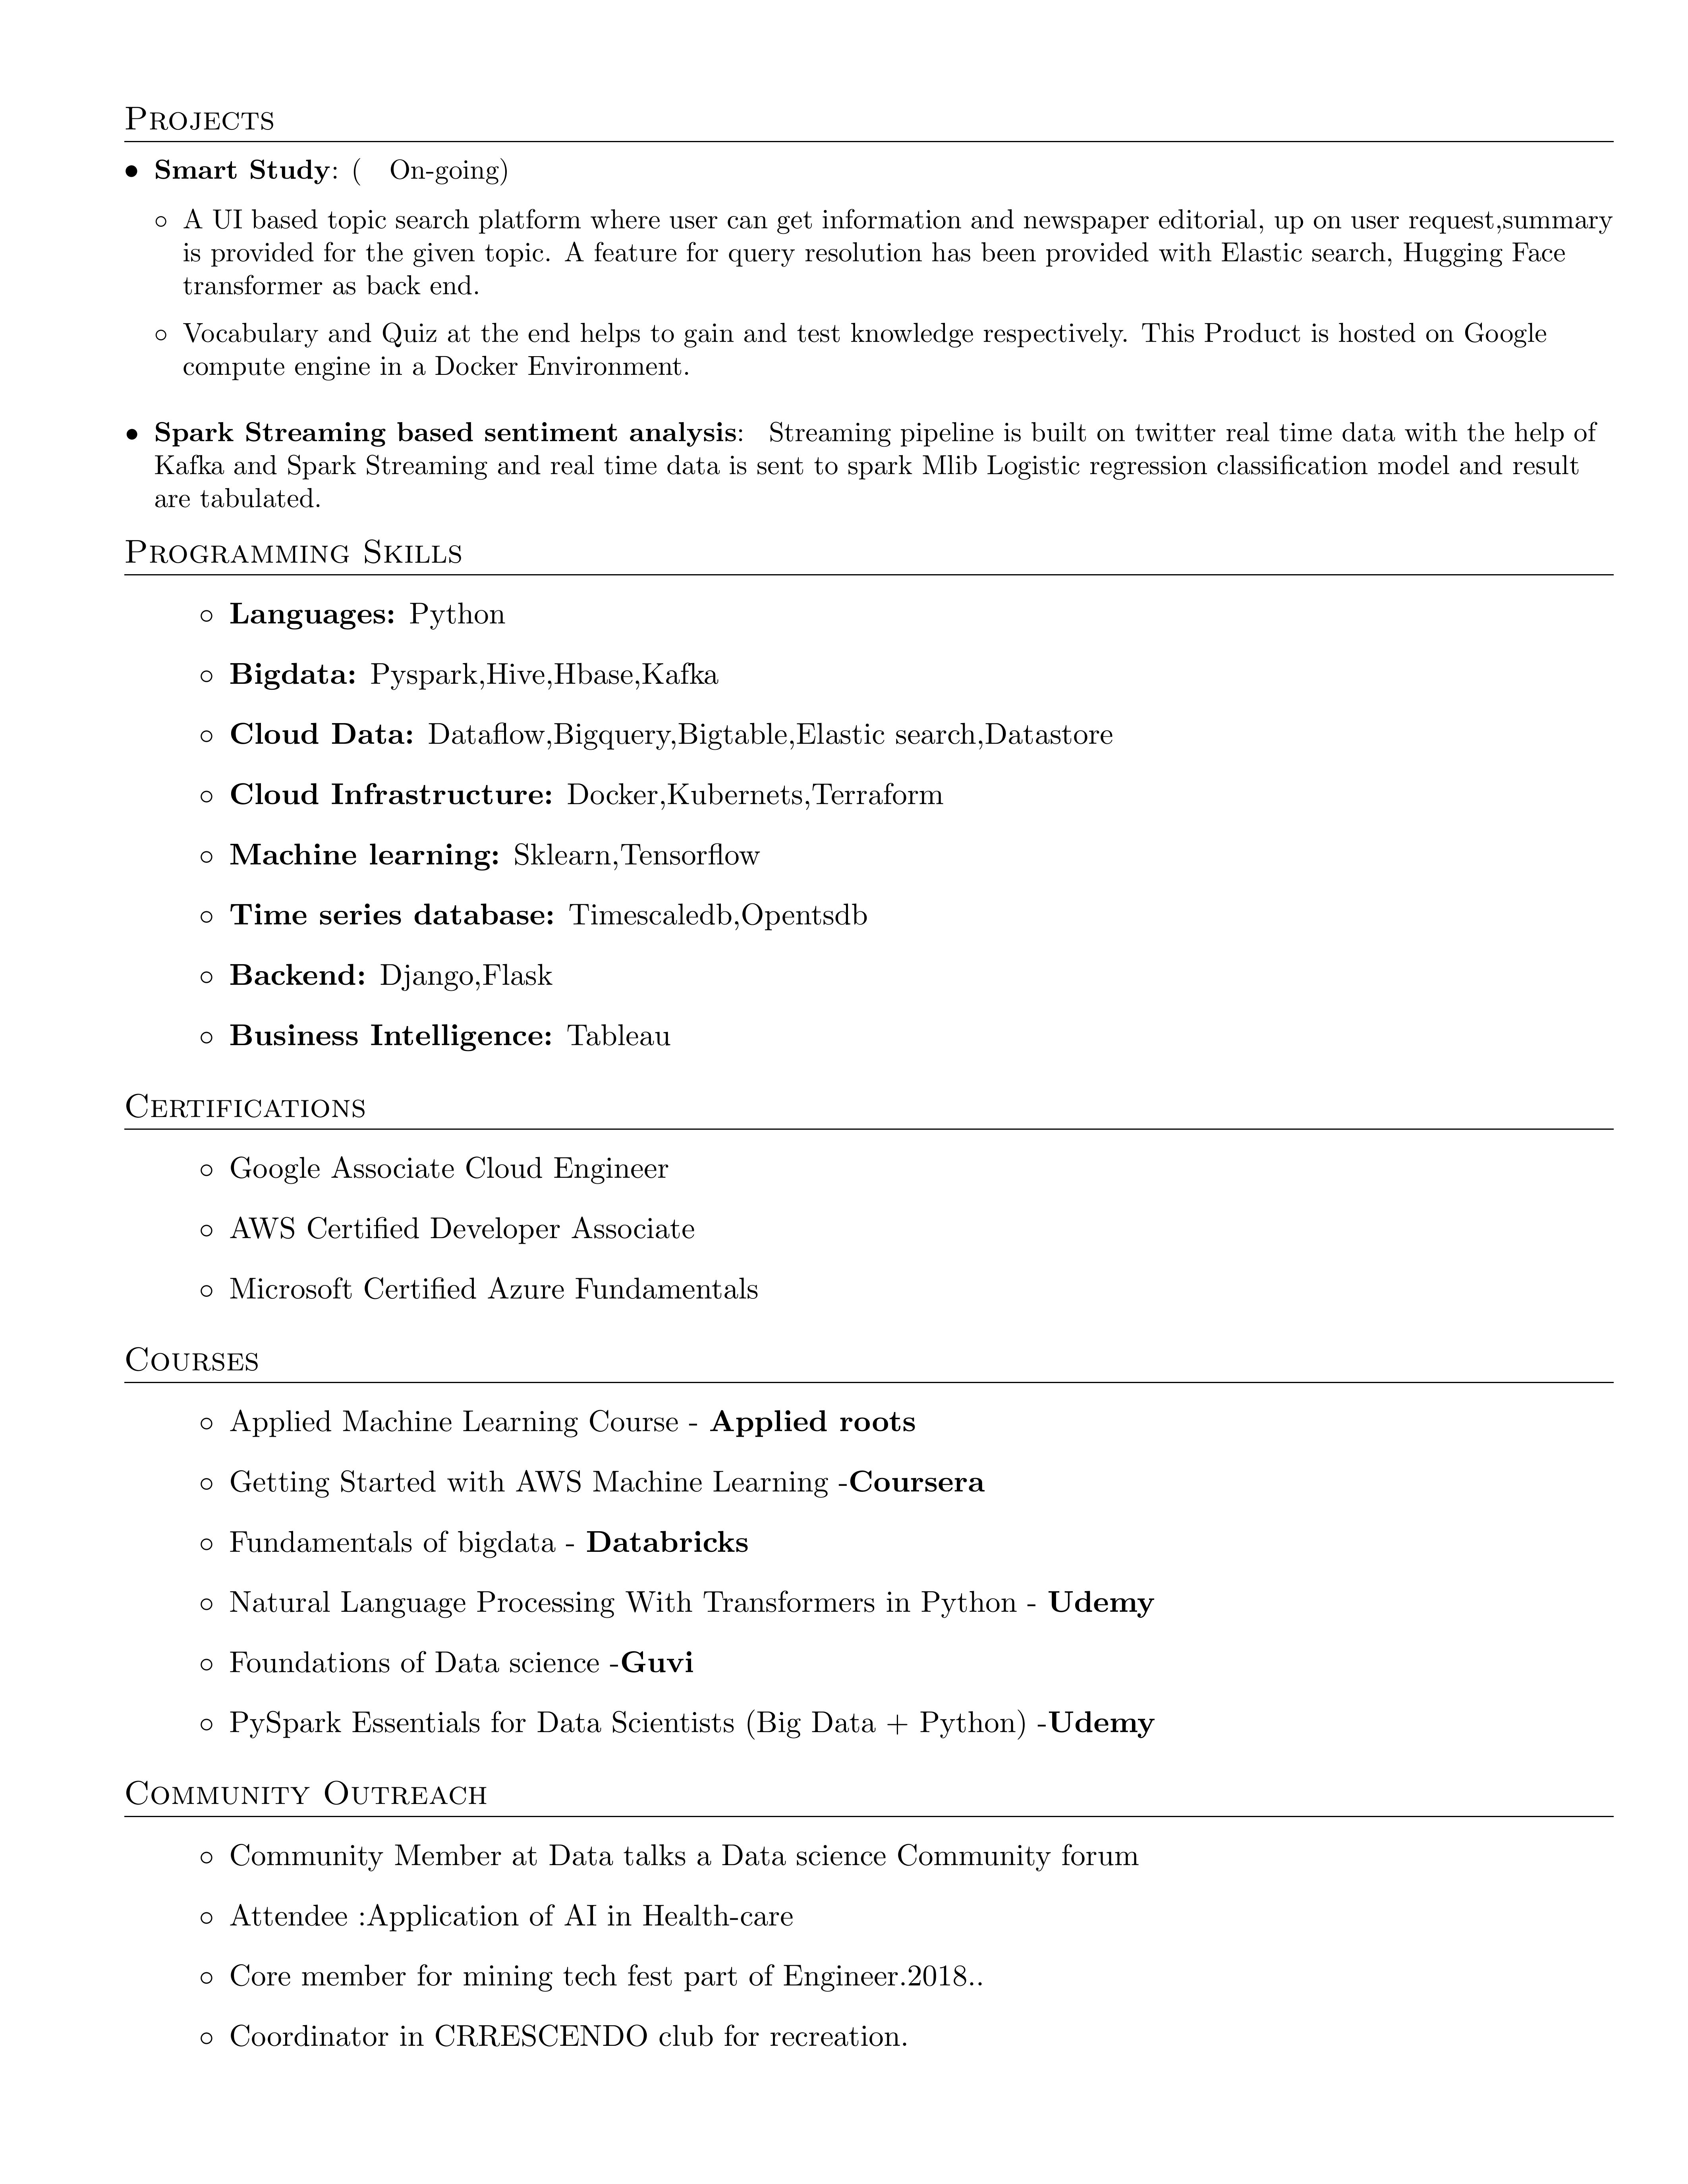 Projects
• Smart Study: ( On-going)
◦ A UI based topic search platform where user can get information and newspaper editorial, up on user request,summary
is provided for the given topic. A feature for query resolution has been provided with Elastic search, Hugging Face
transformer as back end.
◦ Vocabulary and Quiz at the end helps to gain and test knowledge respectively. This Product is hosted on Google
compute engine in a Docker Environment.
• Spark Streaming based sentiment analysis: Streaming pipeline is built on twitter real time data with the help of
Kafka and Spark Streaming and real time data is sent to spark Mlib Logistic regression classification model and result
are tabulated.
Programming Skills
◦ Languages: Python
◦ Bigdata: Pyspark,Hive,Hbase,Kafka
◦ Cloud Data: Dataflow,Bigquery,Bigtable,Elastic search,Datastore
◦ Cloud Infrastructure: Docker,Kubernets,Terraform
◦ Machine learning: Sklearn,Tensorflow
◦ Time series database: Timescaledb,Opentsdb
◦ Backend: Django,Flask
◦ Business Intelligence: Tableau
Certifications
◦ Google Associate Cloud Engineer
◦ AWS Certified Developer Associate
◦ Microsoft Certified Azure Fundamentals
Courses
◦ Applied Machine Learning Course - Applied roots
◦ Getting Started with AWS Machine Learning -Coursera
◦ Fundamentals of bigdata - Databricks
◦ Natural Language Processing With Transformers in Python - Udemy
◦ Foundations of Data science -Guvi
◦ PySpark Essentials for Data Scientists (Big Data + Python) -Udemy
Community Outreach
◦ Community Member at Data talks a Data science Community forum
◦ Attendee :Application of AI in Health-care
◦ Core member for mining tech fest part of Engineer.2018..
◦ Coordinator in CRRESCENDO club for recreation.